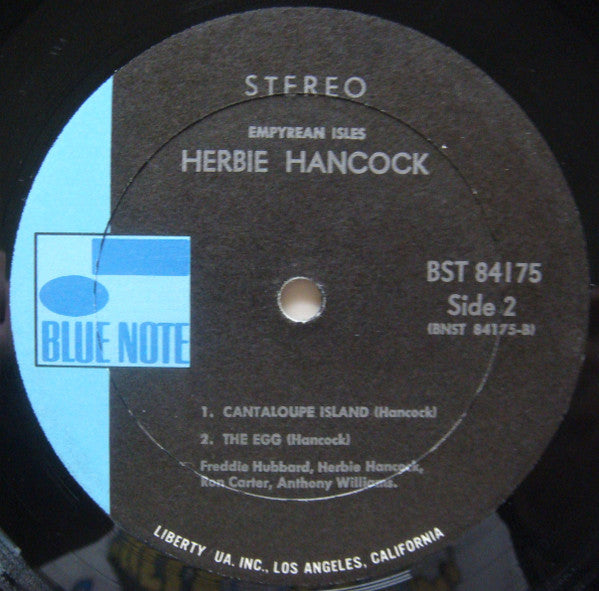 STEREO
EMPYREAN ISLES
HERBIE HANCOCK
BST 84175
Side 2
(BNST 84175-B)
BLUE NOTE
1. CANTALOUPE ISLAND (Hancock)
2. THE EGG (Hancock)
Freddie Hubbard, Herbie Hancock,
Ron Carter, Anthony Williams.
LIBERTY UA. INC., LOS ANGELES, CALIFORNIA